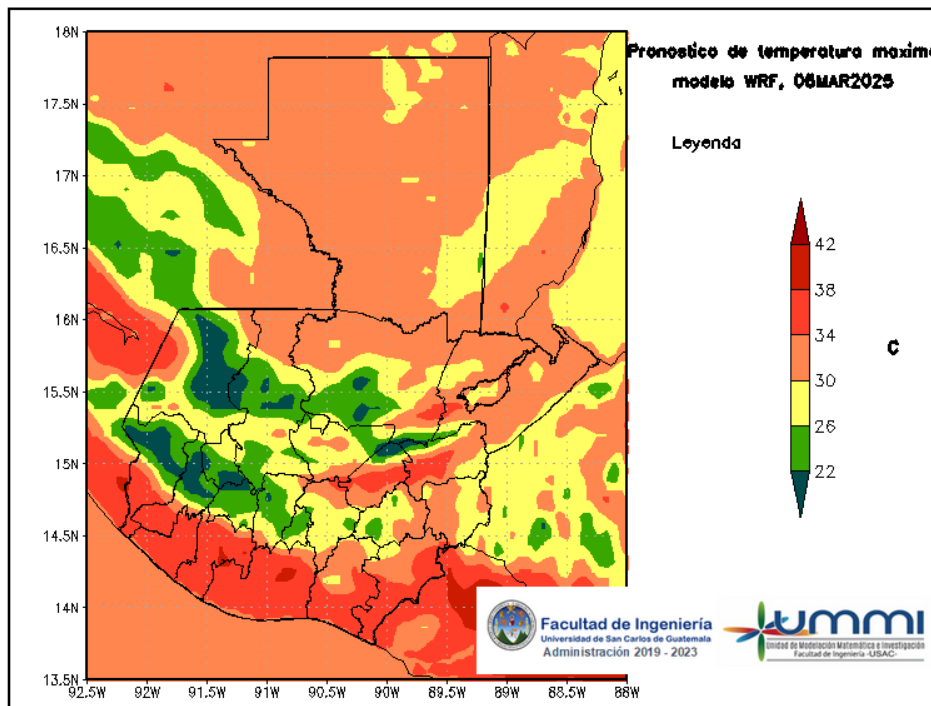 Pronostico de temperatura maxima
modelo WRF, 06MAR2025
Leyenda
42
38
34
30
26
22
C
18N
17.5N
17N
16.5N
16N
15.5N
15N
14.5N
14N
13.5N
92.5W
92W
91.5W
91W
90.5W
90W
89.5W
89W
88.5W
88W
Facultad de Ingeniería
Universidad de San Carlos de Guatemala
Administración 2019 - 2023
ummi
Unidad de Modelación Matemática e Investigación
Facultad de Ingeniería -USAC-